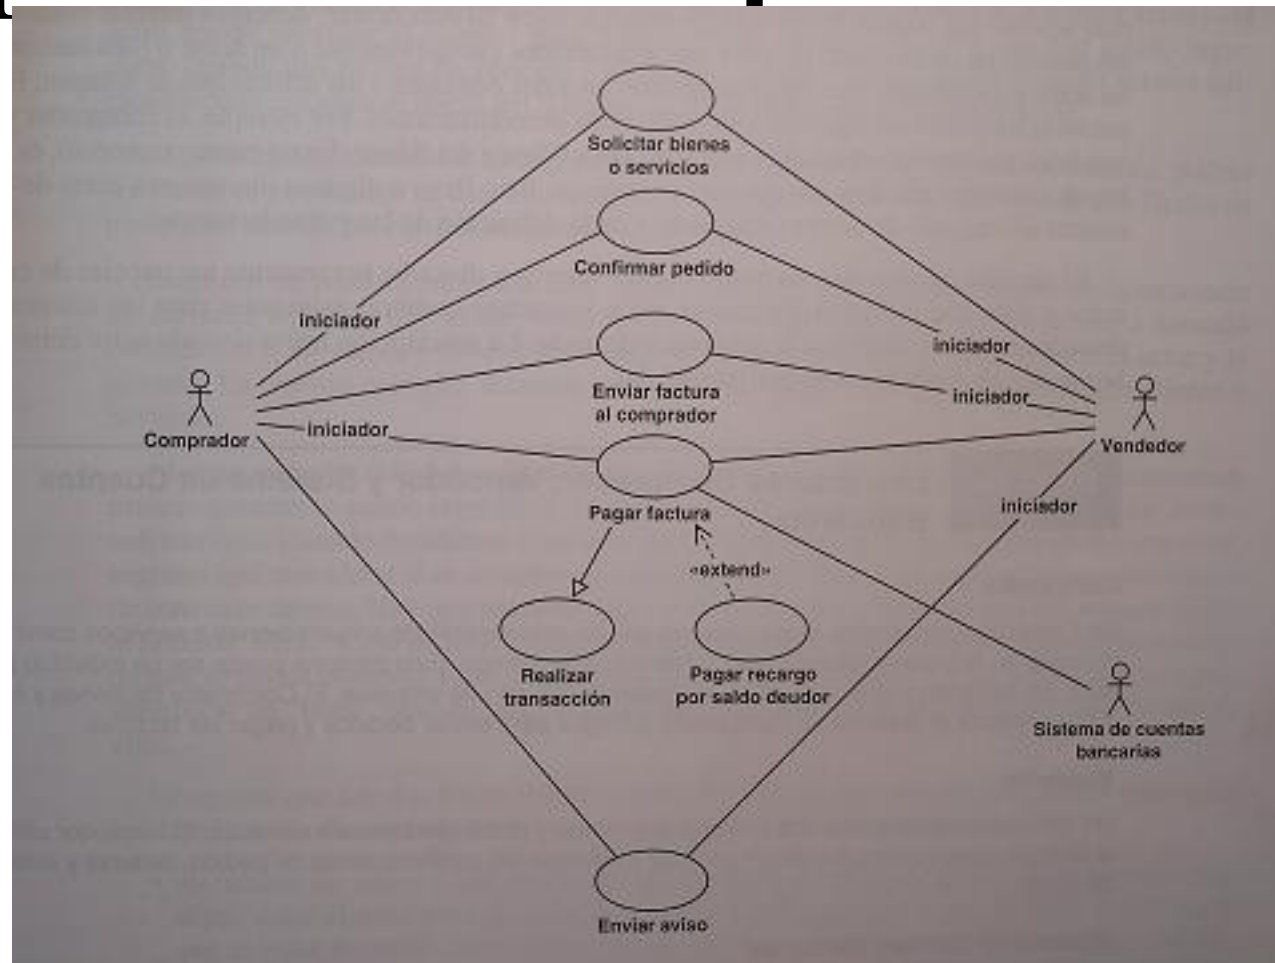 Solicitar bienes
o servicios
Confirmar pedido
iniciador
iniciador
Enviar factura
al comprador
iniciador
iniciador
Comprador
Vendedor
Pagar factura
iniciador
«extend»
Realizar
transacción
Pagar recargo
por saldo deudor
Sistema de cuentas
bancarias
Enviar aviso